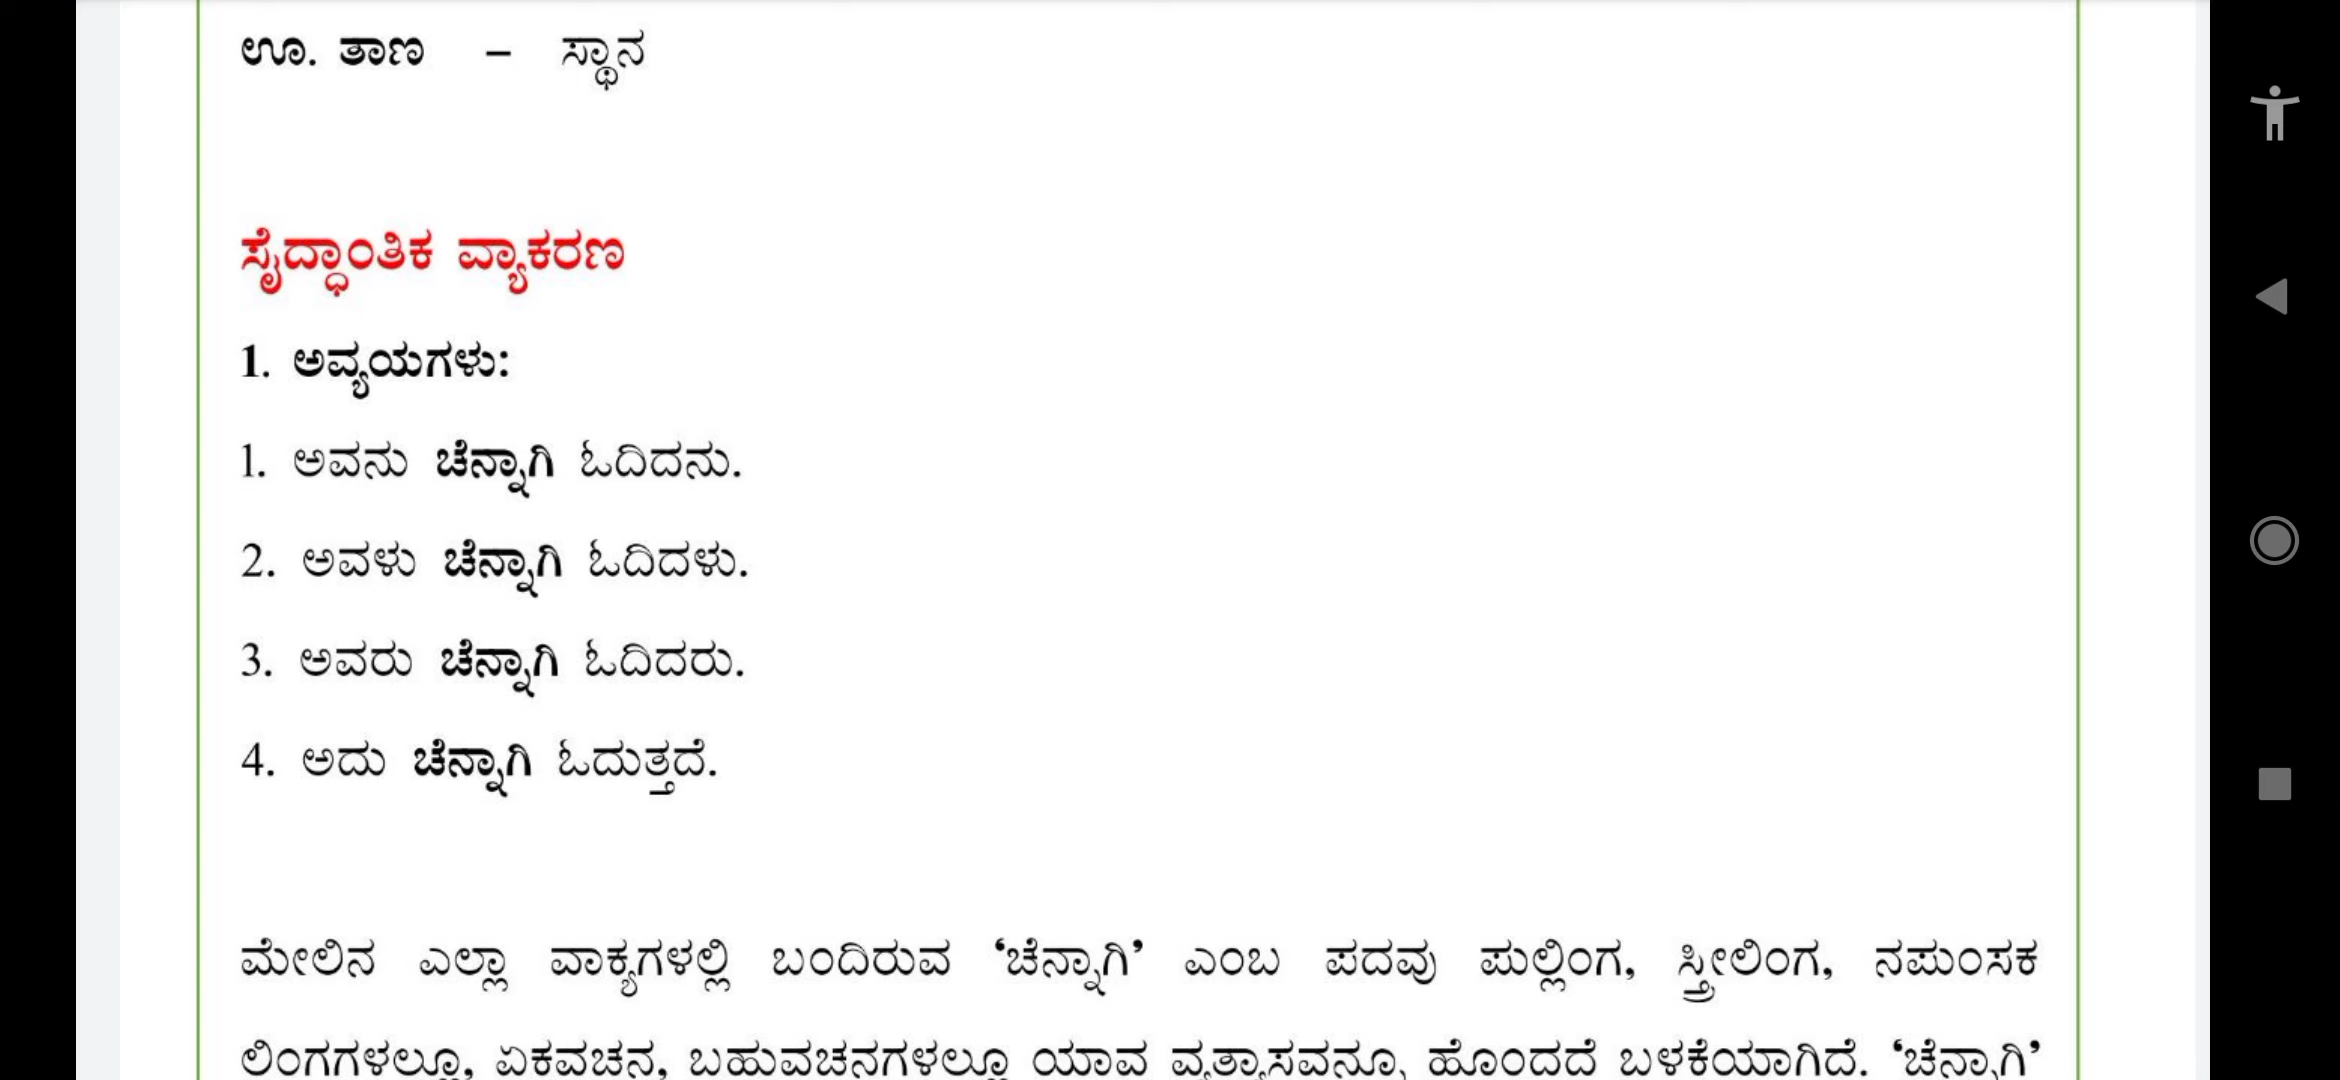 ಊ. ತಾಣ – ಸ್ಥಾನ
ಸೈದ್ಧಾಂತಿಕ ವ್ಯಾಕರಣ
1. ಅವ್ಯಯಗಳು:
1. ಅವನು ಚೆನ್ನಾಗಿ ಓದಿದನು.
2. ಅವಳು ಚೆನ್ನಾಗಿ ಓದಿದಳು.
3. ಅವರು ಚೆನ್ನಾಗಿ ಓದಿದರು.
4. ಅದು ಚೆನ್ನಾಗಿ ಓದುತ್ತದೆ.
ಮೇಲಿನ ಎಲ್ಲಾ ವಾಕ್ಯಗಳಲ್ಲಿ ಬಂದಿರುವ ‘ಚೆನ್ನಾಗಿ’ ಎಂಬ ಪದವು ಪುಲ್ಲಿಂಗ, ಸ್ತ್ರೀಲಿಂಗ, ನಪುಂಸಕ
ಲಿಂಗಗಳಲ್ಲೂ, ಏಕವಚನ, ಬಹುವಚನಗಳಲ್ಲೂ ಯಾವ ವ್ಯತ್ಯಾಸವನ್ನೂ ಹೊಂದದೆ ಬಳಕೆಯಾಗಿದೆ. ‘ಚೆನ್ನಾಗಿ’